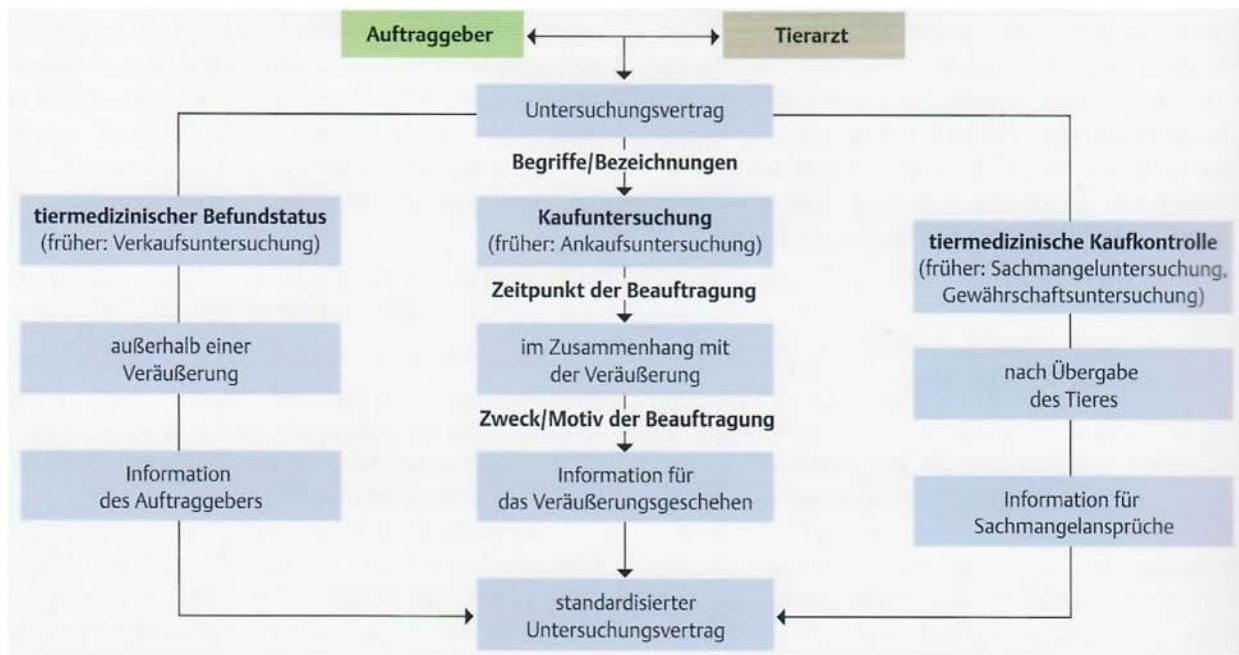 Auftraggeber
Tierarzt
Untersuchungsvertrag
Begriffe/Bezeichnungen
tiermedizinischer Befundstatus
(früher: Verkaufsuntersuchung)
Kaufuntersuchung
(früher: Ankaufsuntersuchung)
tiermedizinische Kaufkontrolle
(früher: Sachmangeluntersuchung,
Gewährschaftsuntersuchung)
Zeitpunkt der Beauftragung
außerhalb einer
Veräußerung
im Zusammenhang mit
der Veräußerung
nach Übergabe
des Tieres
Zweck/Motiv der Beauftragung
Information
des Auftraggebers
Information für
das Veräußerungsgeschehen
Information für
Sachmangelansprüche
standardisierter
Untersuchungsvertrag